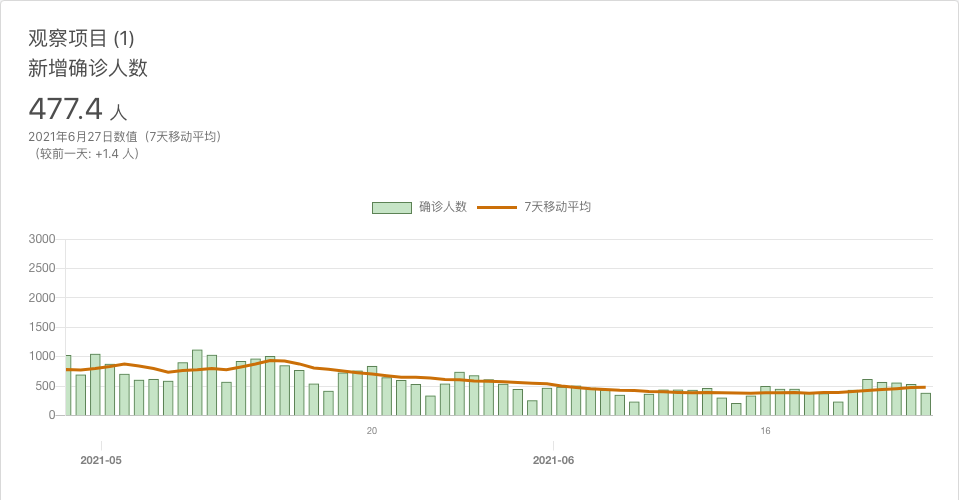 观察项目 (1)
新增确诊人数
477.4 人
2021年6月27日数值（7天移动平均）
（较前一天: +1.4 人）
确诊人数 7天移动平均
3000
2500
2000
1500
1000
500
0
20 16
2021-05 2021-06